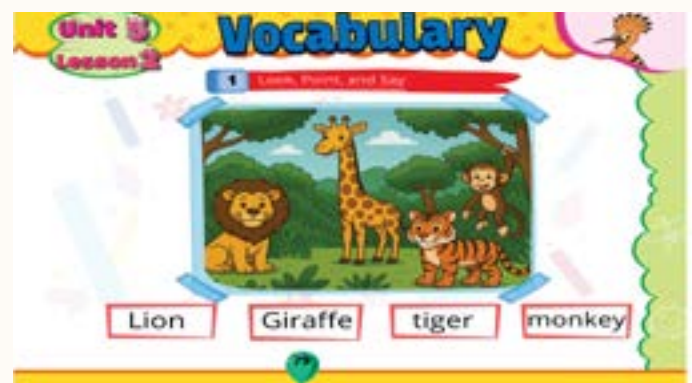 Unit 5
Vocabulary
Lesson 2
1 Look, Point, and Say
Lion Giraffe tiger monkey